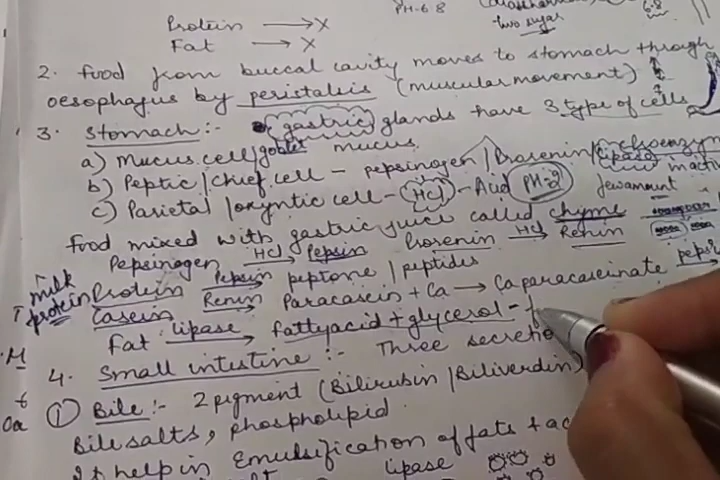 Protein → X
PH-6.8
two sugar
6.8
Fat → X
2. food from buccal cavity moves to stomach through
oesophagus by peristalsis (muscular movement)
3. Stomach:- gastric glands have 3 type of cells
a) Mucus cell/goblet mucus
b) Peptic/chief cell - pepsinogen/Prorenin/
lipase
c) Parietal/oxyntic cell - HCl - Acid PH-2
few amount
food mixed with gastric juice called chyme
Pepsinogen HCl → Pepsin Prorenin HCl → Renin
milk protein
Protein Pepsin → peptone/peptides
Casein Renin → Paracasein + Ca → Ca paracaseinate
Fat lipase → fattyacid + glycerol - f
4. Small intestine:- Three secretio
① Bile:- 2 pigment (Bilirubin/Biliverdin)
Bile salts, phospholipid
It help in Emulsification of fats + ac
lipase